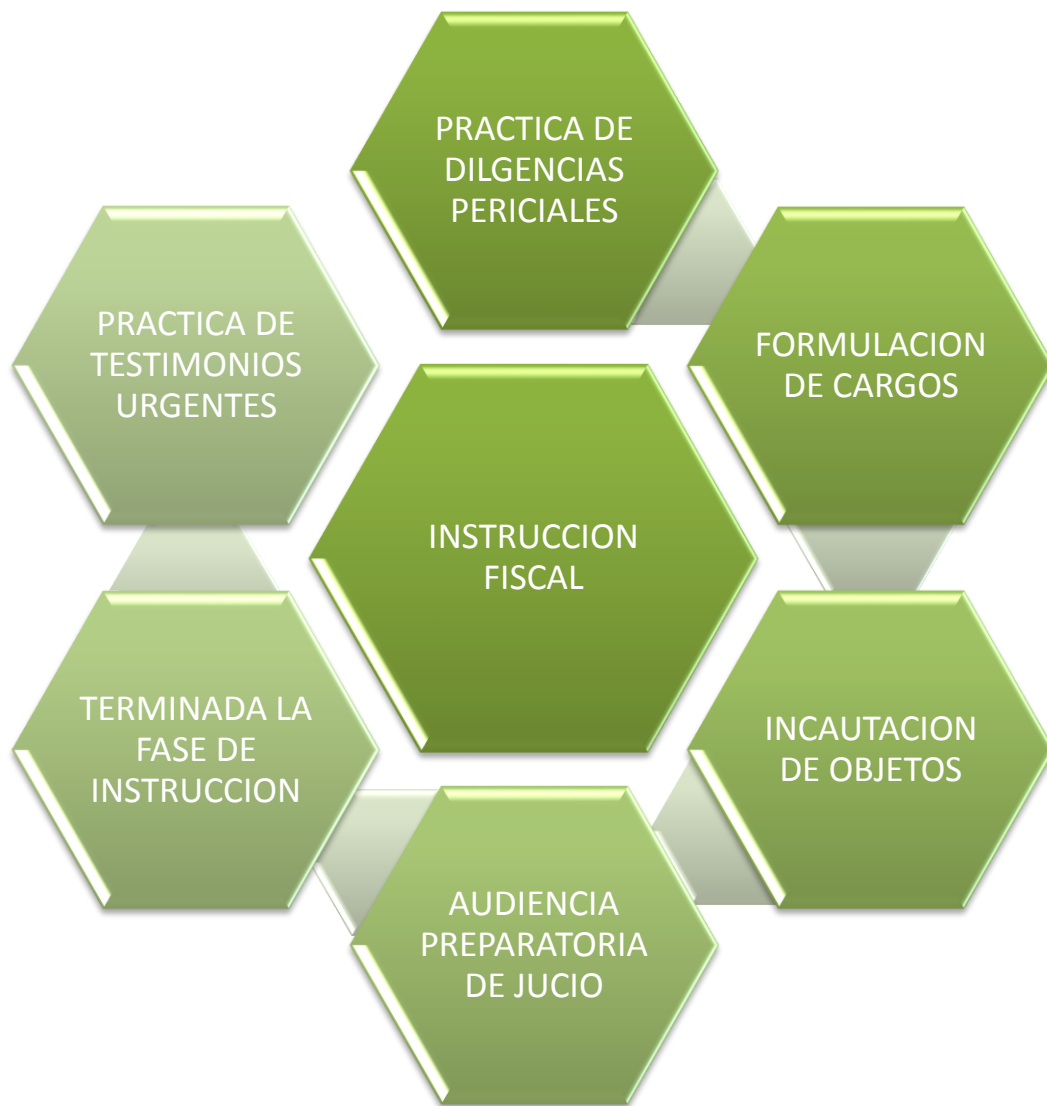 PRACTICA DE
DILGENCIAS
PERICIALES
FORMULACION
DE CARGOS
INCAUTACION
DE OBJETOS
AUDIENCIA
PREPARATORIA
DE JUCIO
TERMINADA LA
FASE DE
INSTRUCCION
PRACTICA DE
TESTIMONIOS
URGENTES
INSTRUCCION
FISCAL